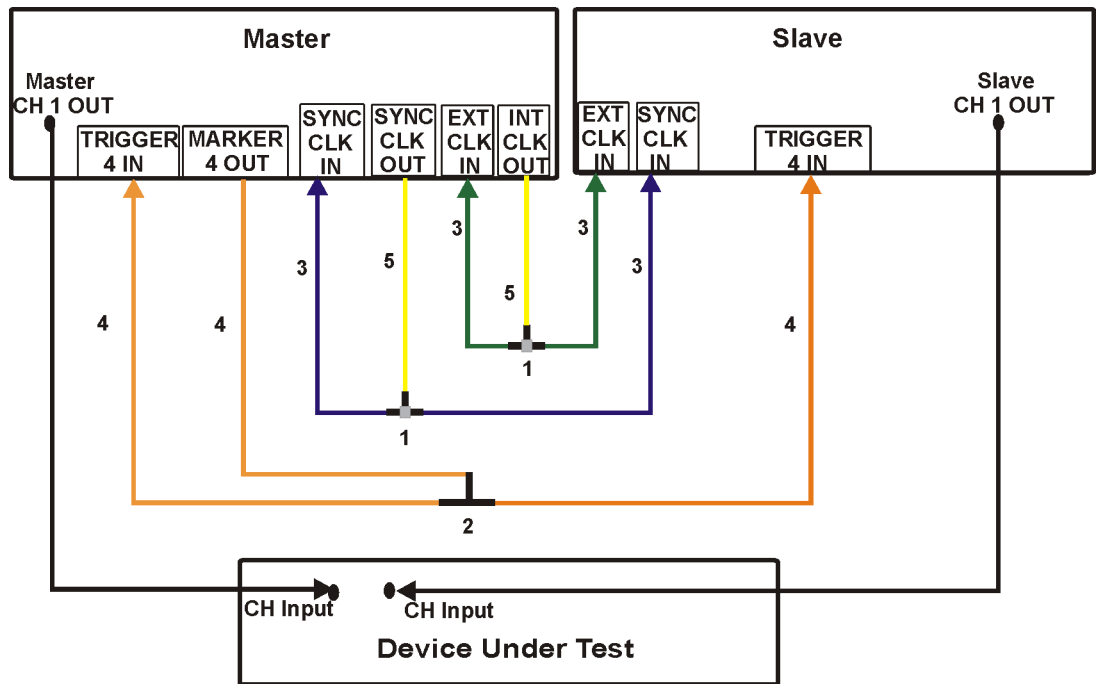 Master
Slave
Master
CH 1 OUT
TRIGGER
4 IN
MARKER
4 OUT
SYNC
CLK
IN
SYNC
CLK
OUT
EXT
CLK
IN
INT
CLK
OUT
EXT
CLK
IN
SYNC
CLK
IN
TRIGGER
4 IN
Slave
CH 1 OUT
3
3
3
5
5
3
4
4
4
1
1
2
CH Input
CH Input
Device Under Test